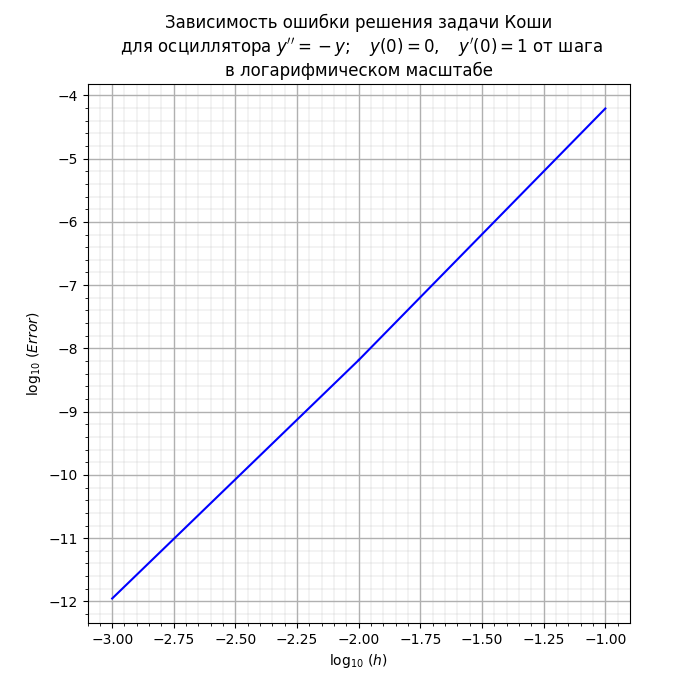 Зависимость ошибки решения задачи Коши
для осциллятора y′′ = −y; y(0) = 0, y′(0) = 1 от шага
в логарифмическом масштабе
−4
−5
−6
−7
−8
−9
−10
−11
−12
log₁₀ (Error)
−3.00 −2.75 −2.50 −2.25 −2.00 −1.75 −1.50 −1.25 −1.00
log₁₀ (h)